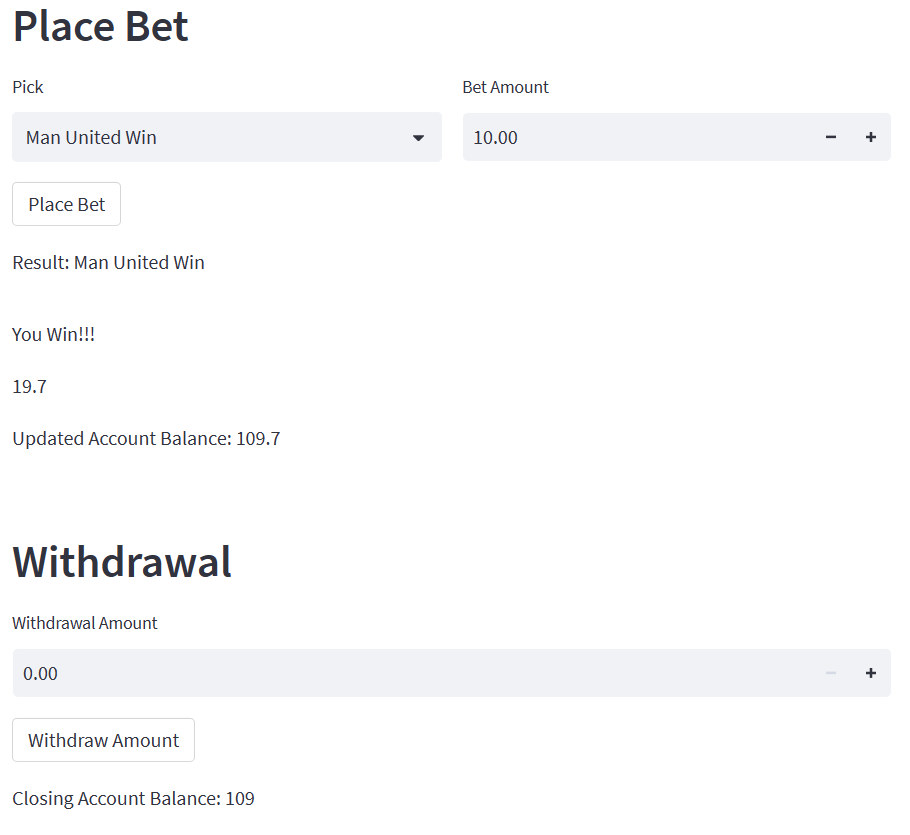 Place Bet
Pick
Bet Amount
Man United Win
10.00
Place Bet
Result: Man United Win
You Win!!!
19.7
Updated Account Balance: 109.7
Withdrawal
Withdrawal Amount
0.00
Withdraw Amount
Closing Account Balance: 109